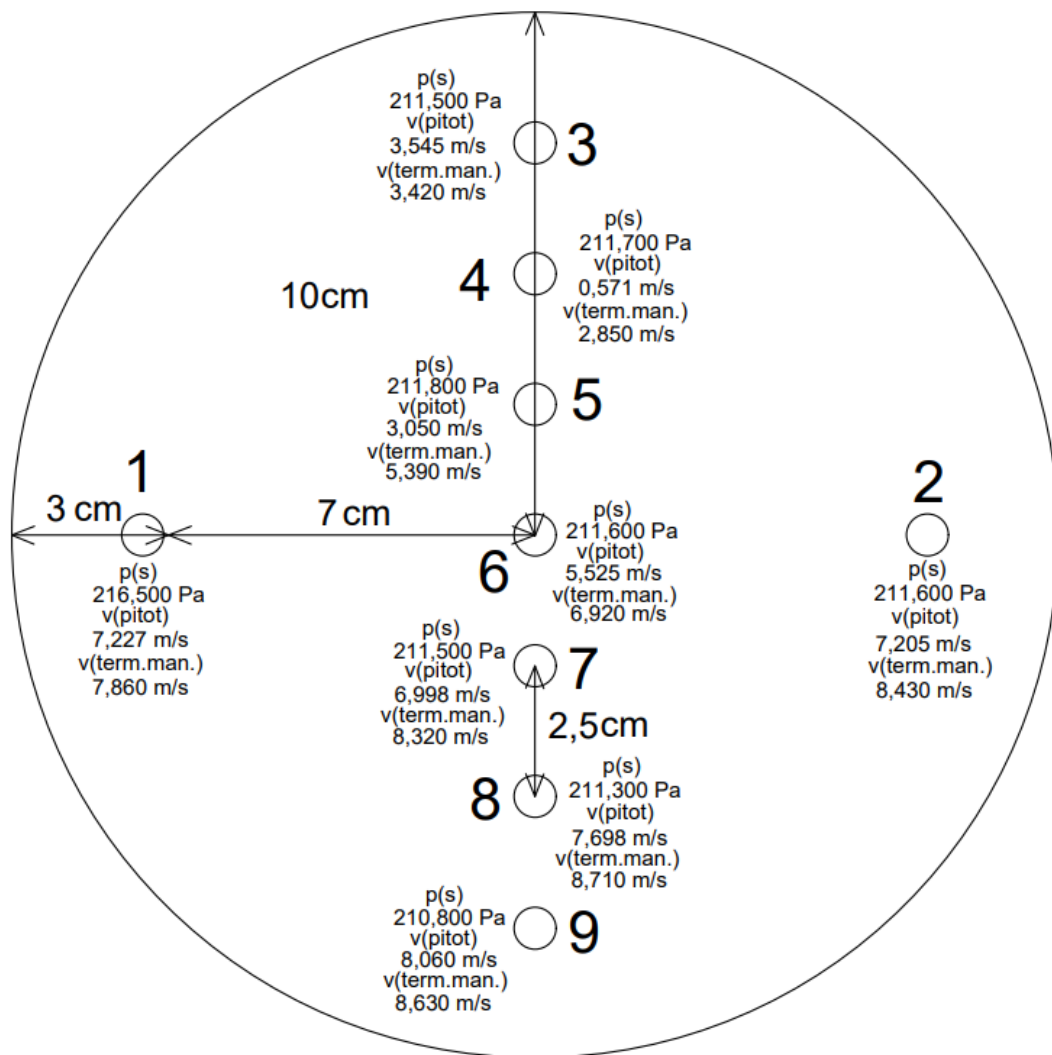 p(s)
211,500 Pa
v(pitot)
3,545 m/s
v(term.man.)
3,420 m/s
3
p(s)
211,700 Pa
v(pitot)
0,571 m/s
v(term.man.)
2,850 m/s
4
10cm
p(s)
211,800 Pa
v(pitot)
3,050 m/s
v(term.man.)
5,390 m/s
5
1
3 cm
7 cm
p(s)
216,500 Pa
v(pitot)
7,227 m/s
v(term.man.)
7,860 m/s
6
p(s)
211,600 Pa
v(pitot)
5,525 m/s
v(term.man.)
6,920 m/s
2
p(s)
211,600 Pa
v(pitot)
7,205 m/s
v(term.man.)
8,430 m/s
p(s)
211,500 Pa
v(pitot)
6,998 m/s
v(term.man.)
8,320 m/s
7
2,5cm
8
p(s)
211,300 Pa
v(pitot)
7,698 m/s
v(term.man.)
8,710 m/s
p(s)
210,800 Pa
v(pitot)
8,060 m/s
v(term.man.)
8,630 m/s
9